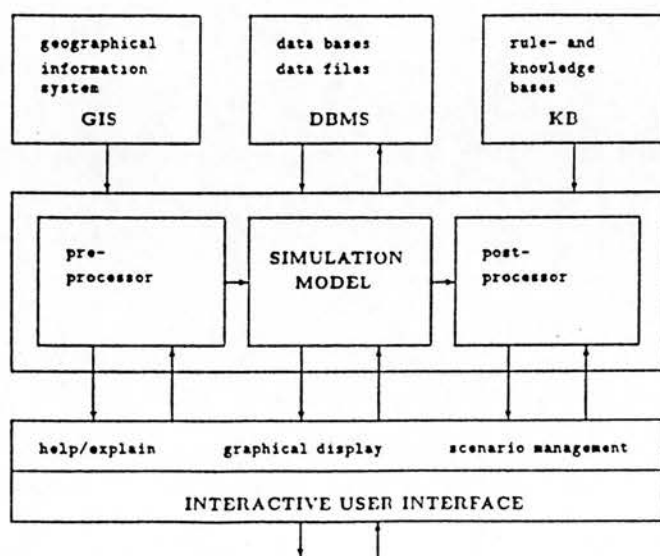 geographical
information
system
GIS
data bases
data files
DBMS
rule- and
knowledge
bases
KB
pre-
processor
SIMULATION
MODEL
post-
processor
help/explain
graphical display
scenario management
INTERACTIVE USER INTERFACE